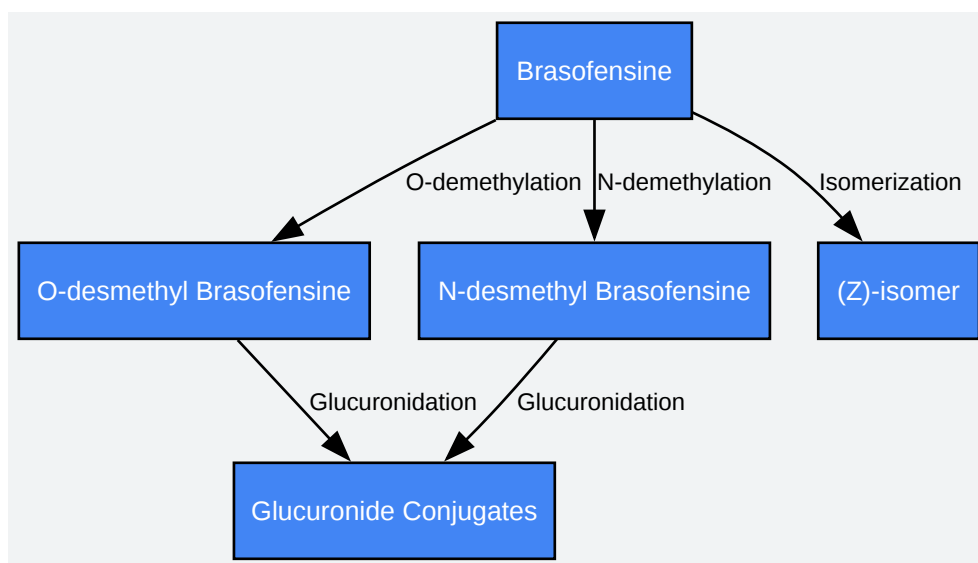 Brasofensine
O-demethylation
N-demethylation
Isomerization
O-desmethyl Brasofensine
N-desmethyl Brasofensine
(Z)-isomer
Glucuronidation
Glucuronidation
Glucuronide Conjugates